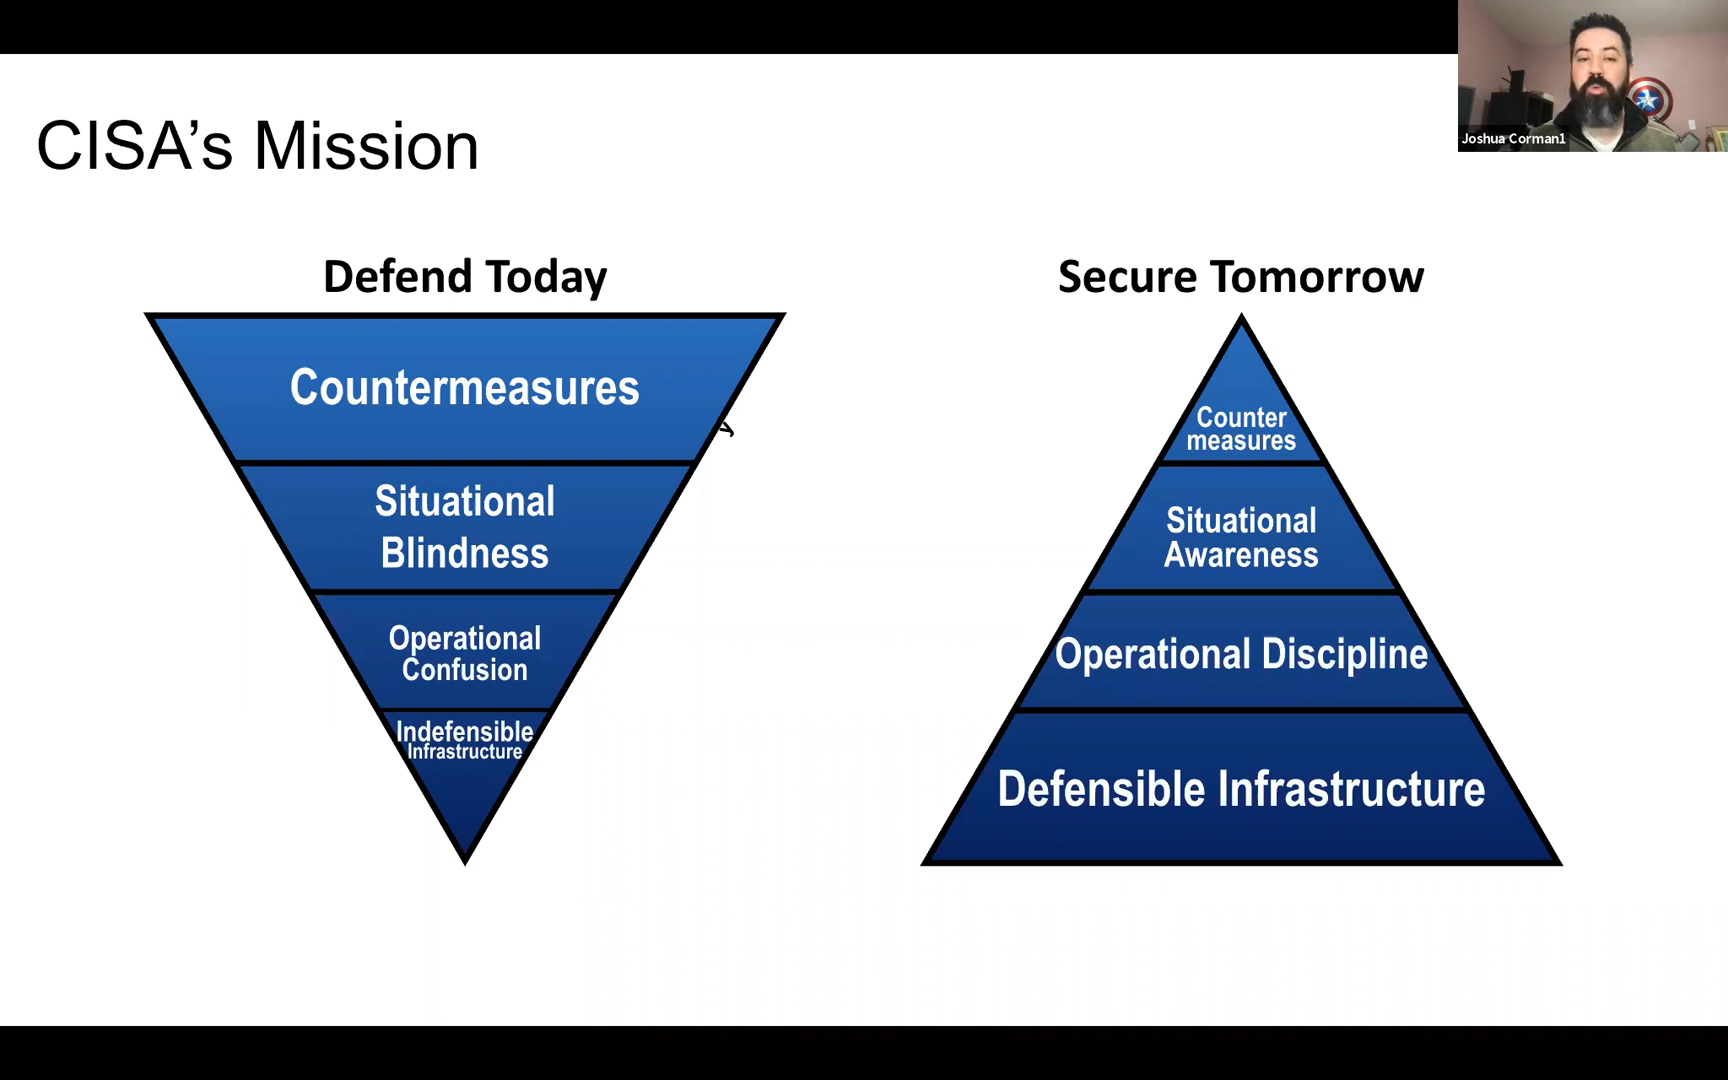 Joshua Corman1
CISA’s Mission
Defend Today
Countermeasures
y
Situational
Blindness
Operational
Confusion
Indefensible
Infrastructure
Secure Tomorrow
Counter
measures
Situational
Awareness
Operational Discipline
Defensible Infrastructure